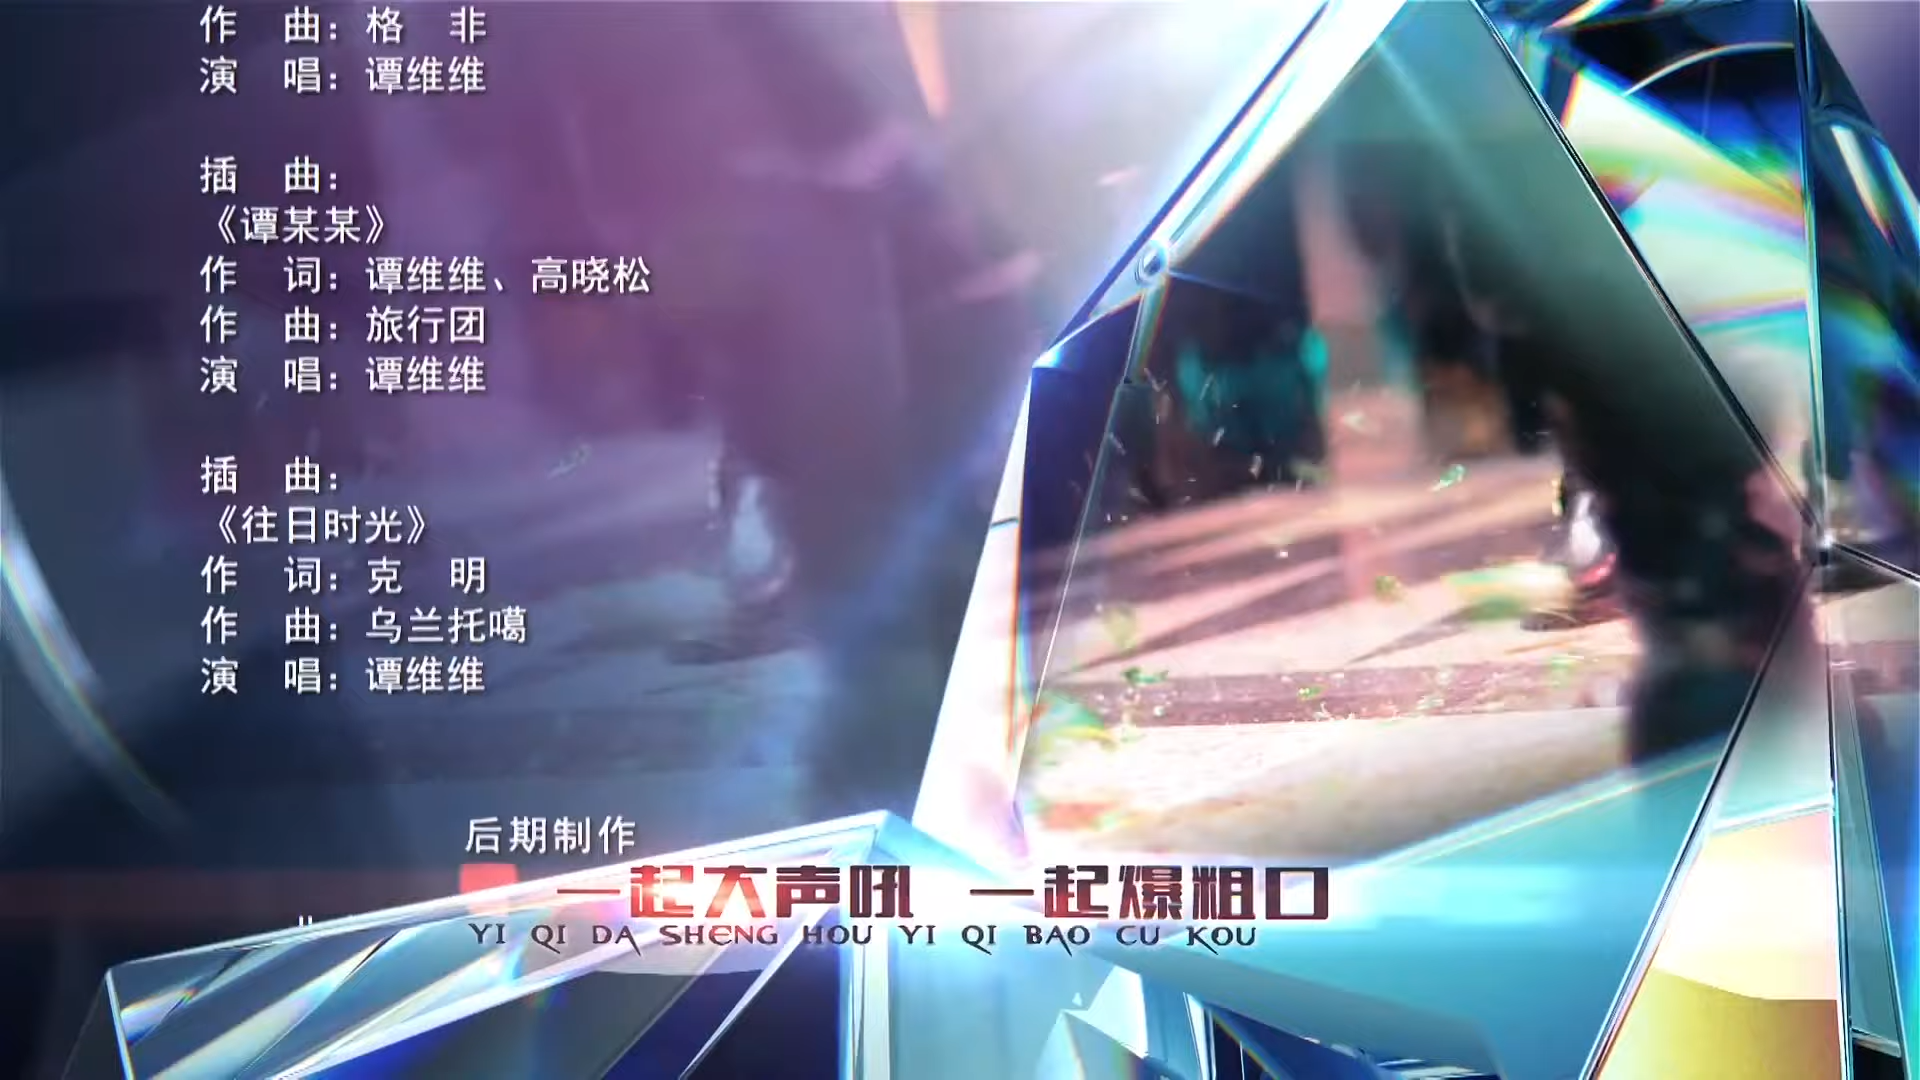 作 曲：格 非
演 唱：谭维维
插 曲：
《谭某某》
作 词：谭维维、高晓松
作 曲：旅行团
演 唱：谭维维
插 曲：
《往日时光》
作 词：克 明
作 曲：乌兰托噶
演 唱：谭维维
后期制作
一起大声吼 一起爆粗口
YI QI DA SHENG HOU YI QI BAO CU KOU